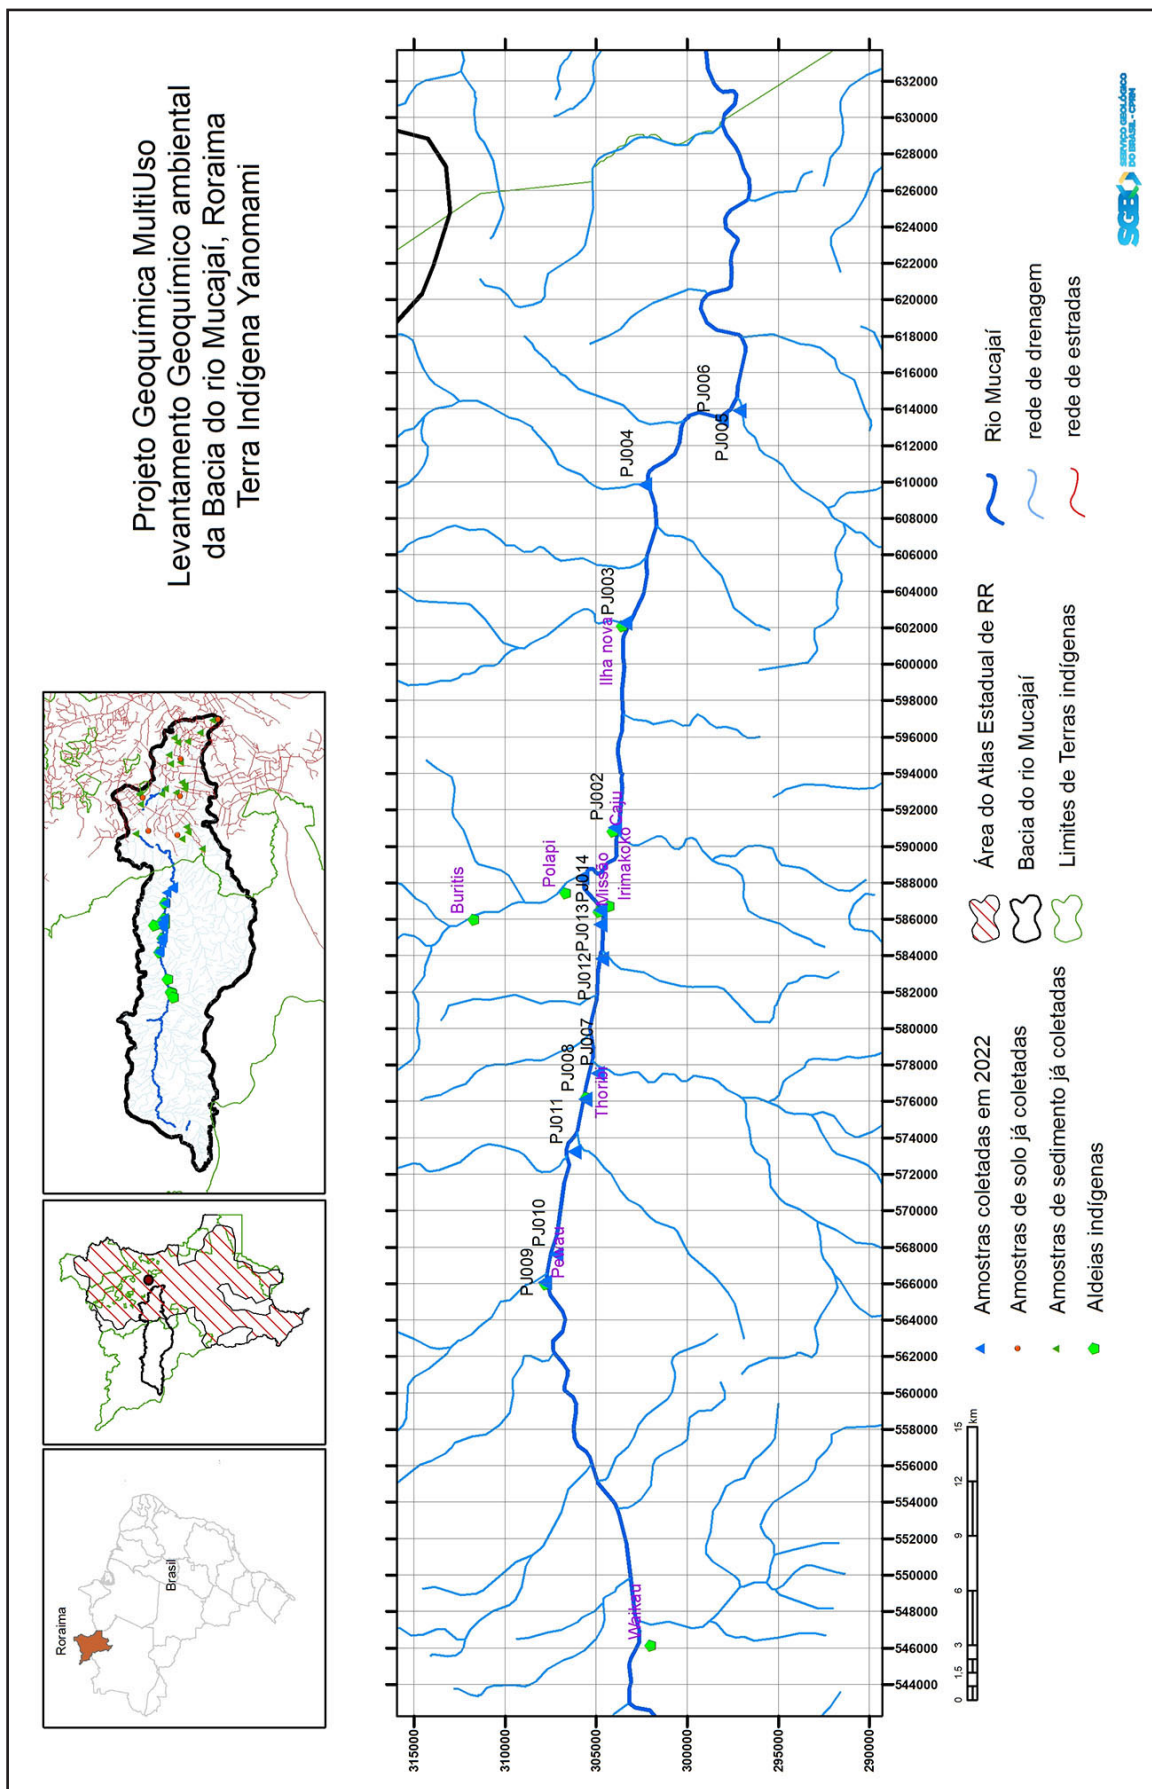 Projeto Geoquímica MultiUso
Levantamento Geoquímico ambiental
da Bacia do rio Mucajaí, Roraima
Terra Indígena Yanomami
Roraima
Brasil
315000
310000
305000
300000
295000
290000
544000
546000
548000
550000
552000
554000
556000
558000
560000
562000
564000
566000
568000
570000
572000
574000
576000
578000
580000
582000
584000
586000
588000
590000
592000
594000
596000
598000
600000
602000
604000
606000
608000
610000
612000
614000
616000
618000
620000
622000
624000
626000
628000
630000
632000
Waikau
PJ009
PJ010
PJ011
PJ008
Thoribi
PJ007
PJ012
PJ013
PJ014
Missão
Irimakoko
Buritis
Polapi
PJ002
Caju
Ilha nova
PJ003
PJ004
PJ005
PJ006
0 1.5 3 6 9 12 15
km
Amostras coletadas em 2022
Amostras de solo já coletadas
Amostras de sedimento já coletadas
Aldeias indígenas
Área do Atlas Estadual de RR
Bacia do rio Mucajaí
Limites de Terras indígenas
Rio Mucajaí
rede de drenagem
rede de estradas
SGB
SERVIÇO GEOLÓGICO
DO BRASIL - CPRM